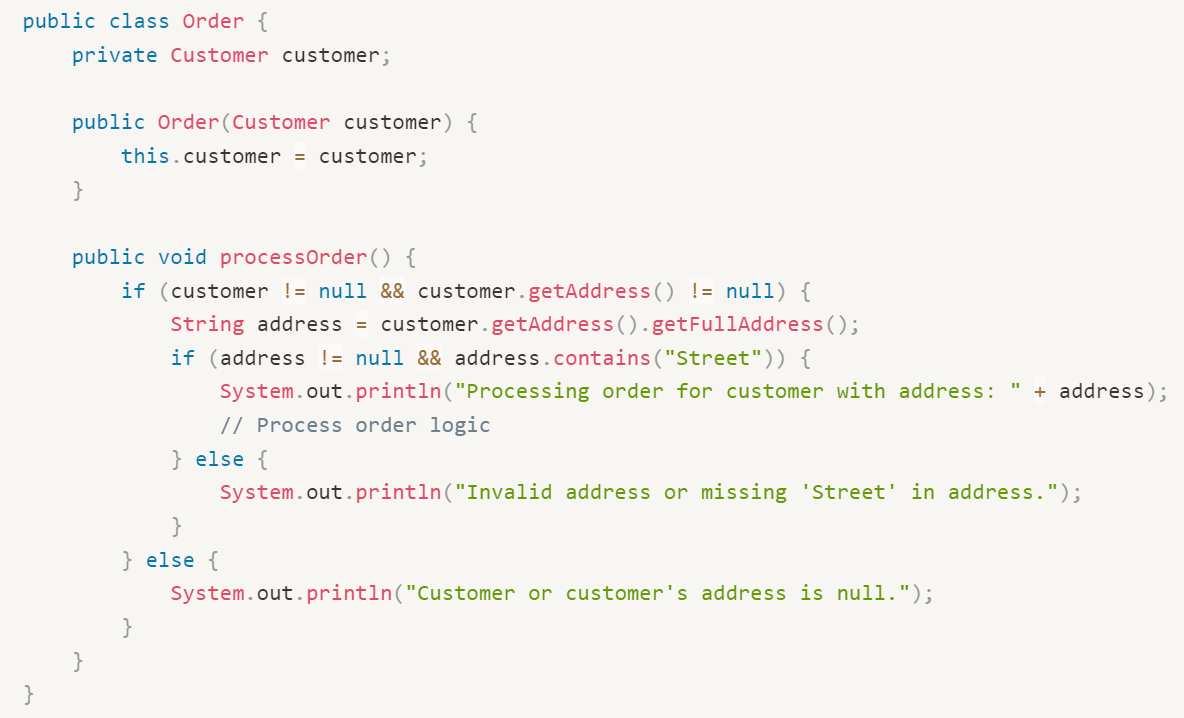 public class Order {
    private Customer customer;

    public Order(Customer customer) {
        this.customer = customer;
    }

    public void processOrder() {
        if (customer != null && customer.getAddress() != null) {
            String address = customer.getAddress().getFullAddress();
            if (address != null && address.contains("Street")) {
                System.out.println("Processing order for customer with address: " + address);
                // Process order logic
            } else {
                System.out.println("Invalid address or missing 'Street' in address.");
            }
        } else {
            System.out.println("Customer or customer's address is null.");
        }
    }
}